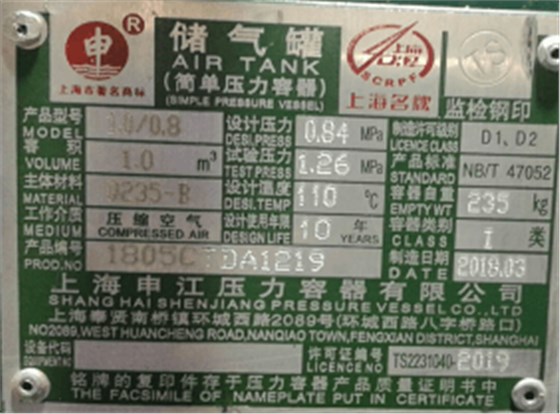 申®
上海市著名商标
储气罐
AIR TANK
(简单压力容器)
(SIMPLE PRESSURE VESSEL)
上海名牌
SCRPF
上海名牌
监检钢印
产品型号 MODEL 1.0/0.8 设计压力 DESI.PRESS 0.84 MPa 制造许可级别 LICENCE CLASS D1、D2
容积 VOLUME 1.0 m³ 试验压力 TEST PRESS 1.26 MPa 产品标准 STANDARD NB/T 47052
主体材料 MATERIAL Q235-B 设计温度 DESI.TEMP 110 ℃ 容器自重 EMPTY WT 235 kg
工作介质 MEDIUM 压缩空气 COMPRESSED AIR 设计使用年限 DESIGN LIFE 10 年 YEARS 容器类别 CLASS I 类
产品编号 PROD.NO 1805CTDA1219 制造日期 DATE 2018.03
上海申江压力容器有限公司
SHANG HAI SHENJIANG PRESSURE VESSEL CO.,LTD
上海奉贤南桥镇环城西路2089号(环城西路八字桥路口)
NO2089,WEST HUANCHENG ROAD,NANQIAO TOWN,FENGXIAN DISTRICT,SHANGHAI
设备代码 EQUIPMENT NO 许可证编号 LICENCE NO TS2231040-2019
铭牌的复印件存于压力容器产品质量证明书中
THE FACSIMILE OF NAMEPLATE PUT IN CERTIFICATE